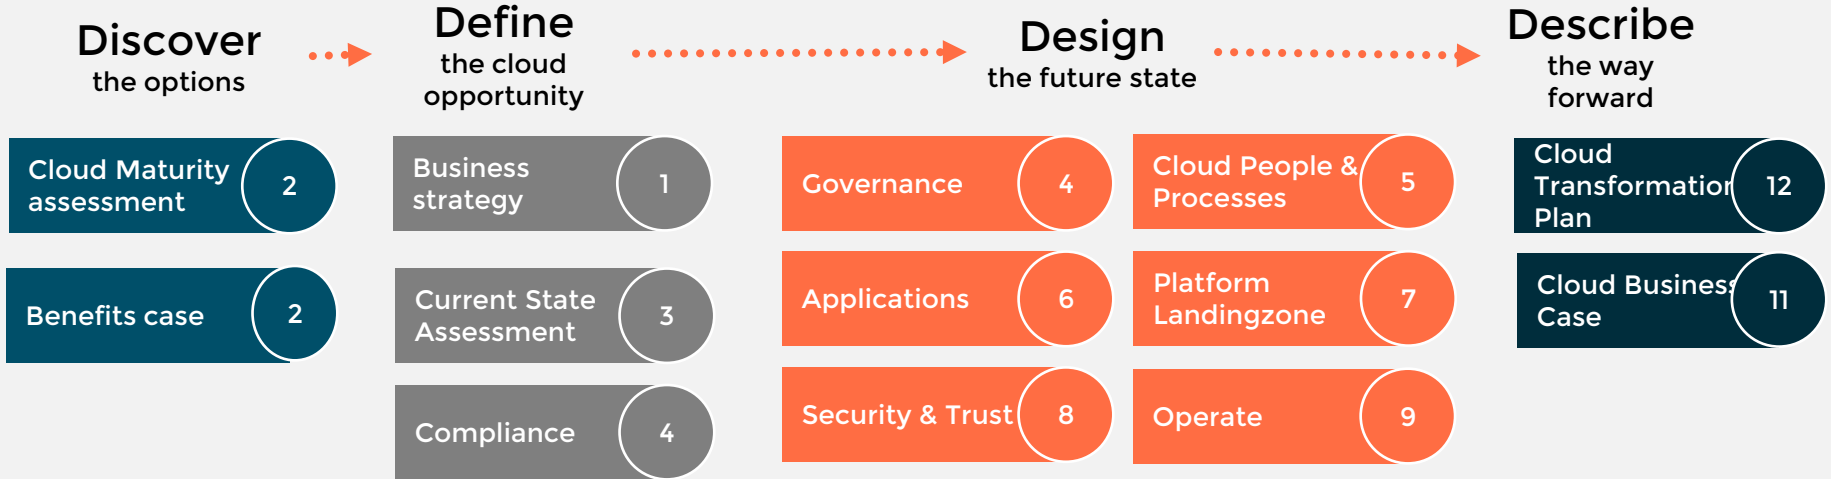 Discover
the options
Define
the cloud
opportunity
Design
the future state
Describe
the way
forward
Cloud Maturity
assessment
2
Benefits case
2
Business
strategy
1
Current State
Assessment
3
Compliance
4
Governance
4
Cloud People &
Processes
5
Applications
6
Platform
Landingzone
7
Security & Trust
8
Operate
9
Cloud
Transformation
Plan
12
Cloud Business
Case
11